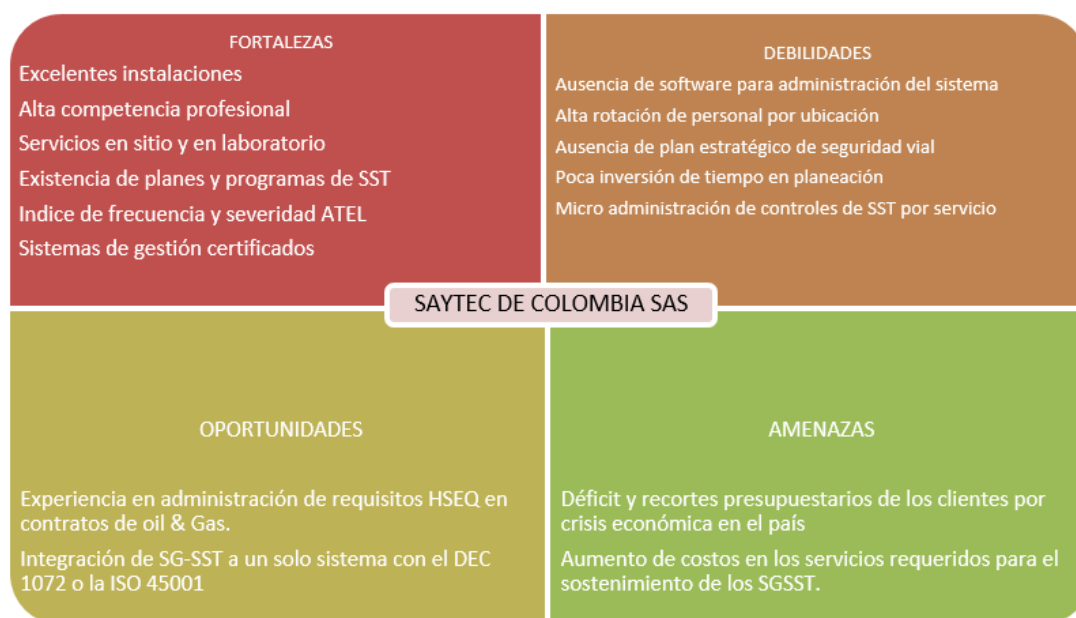 FORTALEZAS
Excelentes instalaciones
Alta competencia profesional
Servicios en sitio y en laboratorio
Existencia de planes y programas de SST
Indice de frecuencia y severidad ATEL
Sistemas de gestión certificados
DEBILIDADES
Ausencia de software para administración del sistema
Alta rotación de personal por ubicación
Ausencia de plan estratégico de seguridad vial
Poca inversión de tiempo en planeación
Micro administración de controles de SST por servicio
SAYTEC DE COLOMBIA SAS
OPORTUNIDADES
Experiencia en administración de requisitos HSEQ en
contratos de oil & Gas.
Integración de SG-SST a un solo sistema con el DEC
1072 o la ISO 45001
AMENAZAS
Déficit y recortes presupuestarios de los clientes por
crisis económica en el país
Aumento de costos en los servicios requeridos para el
sostenimiento de los SGSST.